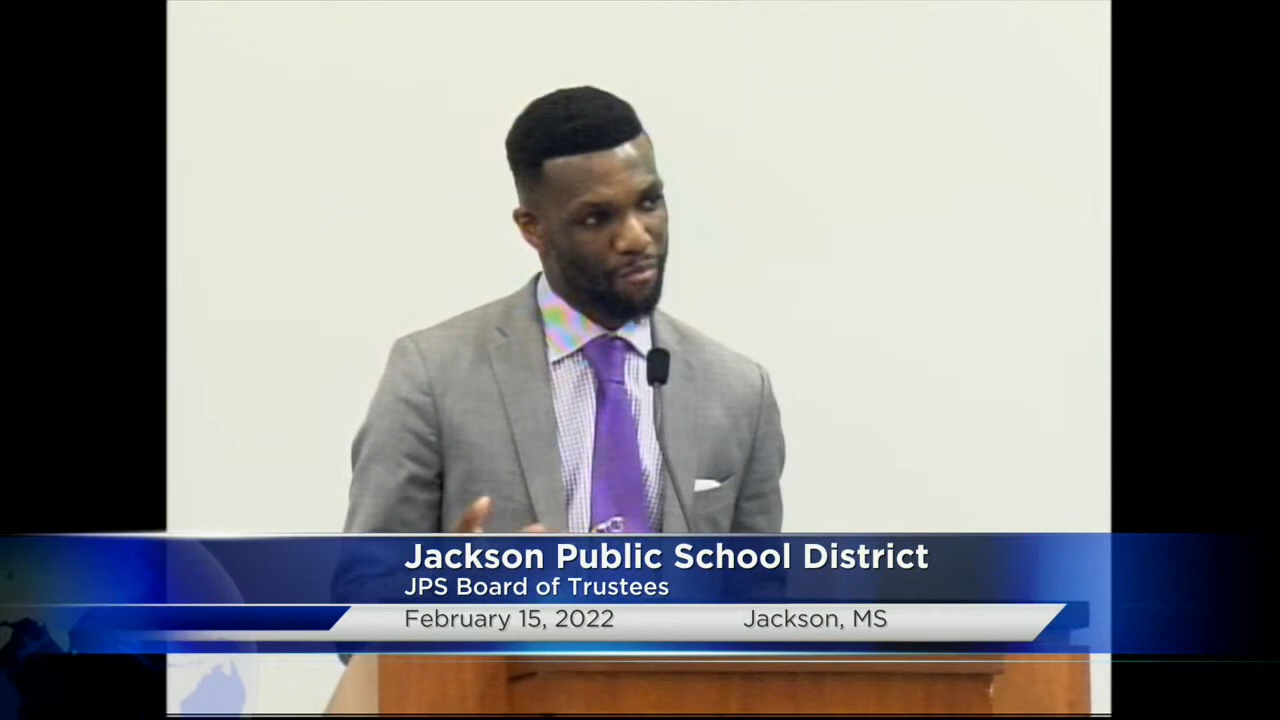 Jackson Public School District
JPS Board of Trustees
February 15, 2022 Jackson, MS